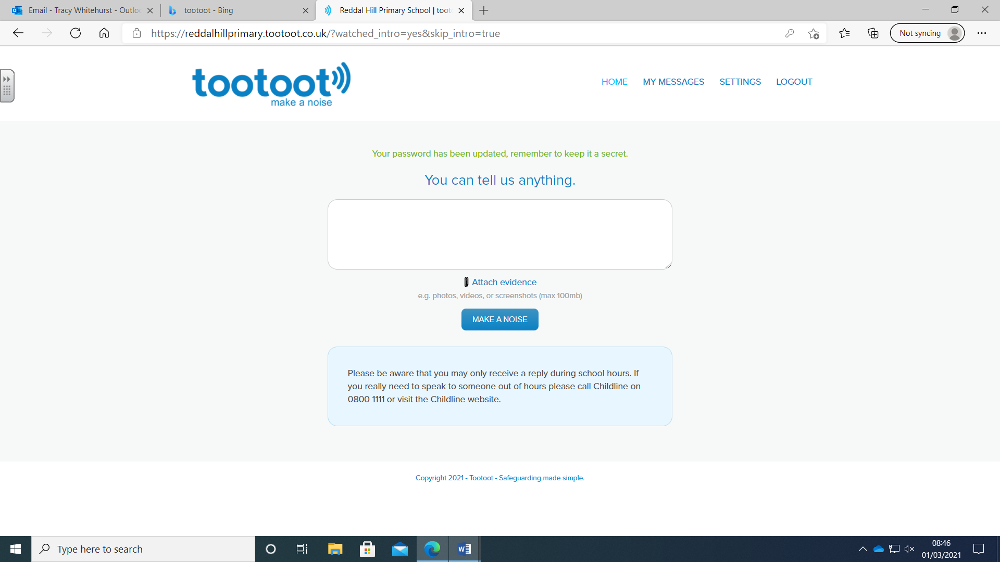 Email - Tracy Whitehurst - Outlo
tootoot - Bing
Reddal Hill Primary School | toot
https://reddalhillprimary.tootoot.co.uk/?watched_intro=yes&skip_intro=true
Not syncing
tootoot
make a noise
HOME
MY MESSAGES
SETTINGS
LOGOUT
Your password has been updated, remember to keep it a secret.
You can tell us anything.
Attach evidence
e.g. photos, videos, or screenshots (max 100mb)
MAKE A NOISE
Please be aware that you may only receive a reply during school hours. If
you really need to speak to someone out of hours please call Childline on
0800 1111 or visit the Childline website.
Copyright 2021 - Tootoot - Safeguarding made simple.
Type here to search
08:46
01/03/2021